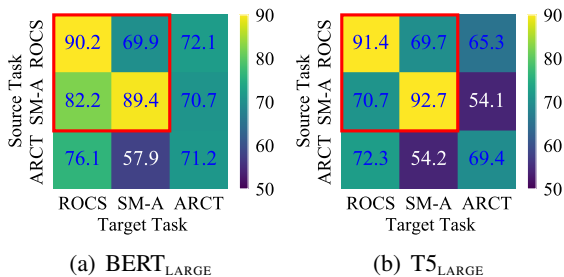 Source Task
ROCS
SM-A
ARCT
90.2 69.9 72.1
82.2 89.4 70.7
76.1 57.9 71.2
ROCS SM-A ARCT
Target Task
90
80
70
60
50
(a) BERT_LARGE
Source Task
ROCS
SM-A
ARCT
91.4 69.7 65.3
70.7 92.7 54.1
72.3 54.2 69.4
ROCS SM-A ARCT
Target Task
90
80
70
60
50
(b) T5_LARGE